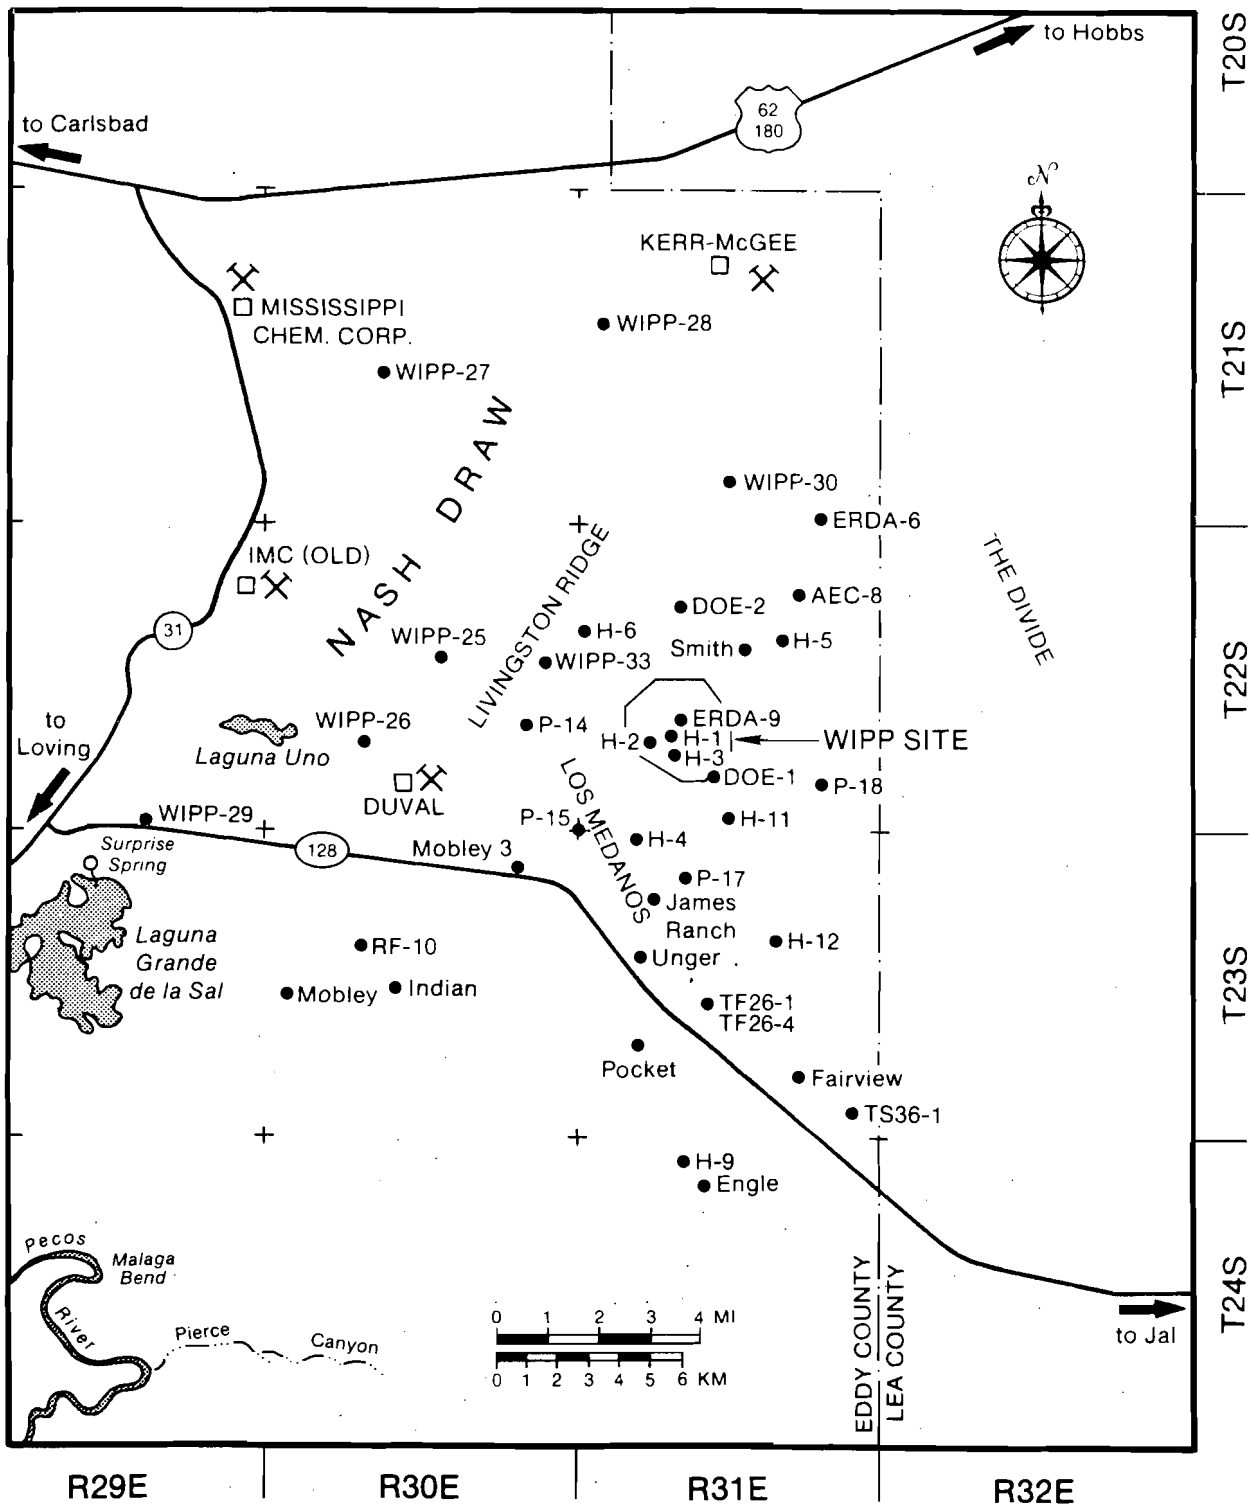 T20S
to Hobbs
62
180
to Carlsbad
N
KERR-McGEE
MISSISSIPPI
CHEM. CORP.
WIPP-28
T21S
WIPP-27
NASH DRAW
WIPP-30
ERDA-6
IMC (OLD)
LIVINGSTON RIDGE
THE DIVIDE
AEC-8
DOE-2
31
H-6
WIPP-25
Smith
H-5
WIPP-33
T22S
to
Loving
WIPP-26
P-14
ERDA-9
H-1
H-2
WIPP SITE
Laguna Uno
H-3
DOE-1
P-18
LOS MEDANOS
DUVAL
WIPP-29
P-15
H-11
Surprise
Spring
128
Mobley 3
H-4
P-17
James
Ranch
Laguna
Grande
de la Sal
RF-10
H-12
Unger
Mobley
Indian
TF26-1
TF26-4
T23S
Pocket
Fairview
TS36-1
H-9
Engle
Pecos
River
Malaga
Bend
Pierce
Canyon
0 1 2 3 4 MI
0 1 2 3 4 5 6 KM
EDDY COUNTY
LEA COUNTY
to Jal
T24S
R29E
R30E
R31E
R32E